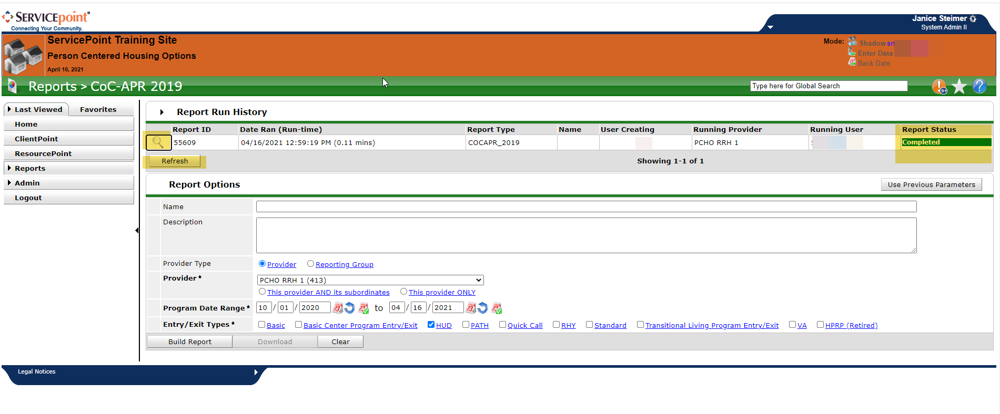 SERVICEpoint®
Connecting Your Community.
Janice Steimer
System Admin II
ServicePoint Training Site
Person Centered Housing Options
April 16, 2021
Mode:
Shadow
Enter Data
Back Date
Reports > CoC-APR 2019
Type here for Global Search
9+
Last Viewed Favorites
Home
ClientPoint
ResourcePoint
Reports
Admin
Logout
Report Run History
Report ID Date Ran (Run-time) Report Type Name User Creating Running Provider Running User Report Status
55609 04/16/2021 12:59:19 PM (0.11 mins) COCAPR_2019 PCHO RRH 1 Completed
Refresh Showing 1-1 of 1
Report Options Use Previous Parameters
Name
Description
Provider Type Provider Reporting Group
Provider* PCHO RRH 1 (413)
This provider AND its subordinates This provider ONLY
Program Date Range* 10 / 01 / 2020 to 04 / 16 / 2021
Entry/Exit Types* Basic Basic Center Program Entry/Exit HUD PATH Quick Call RHY Standard Transitional Living Program Entry/Exit VA HPRP (Retired)
Build Report Download Clear
Legal Notices